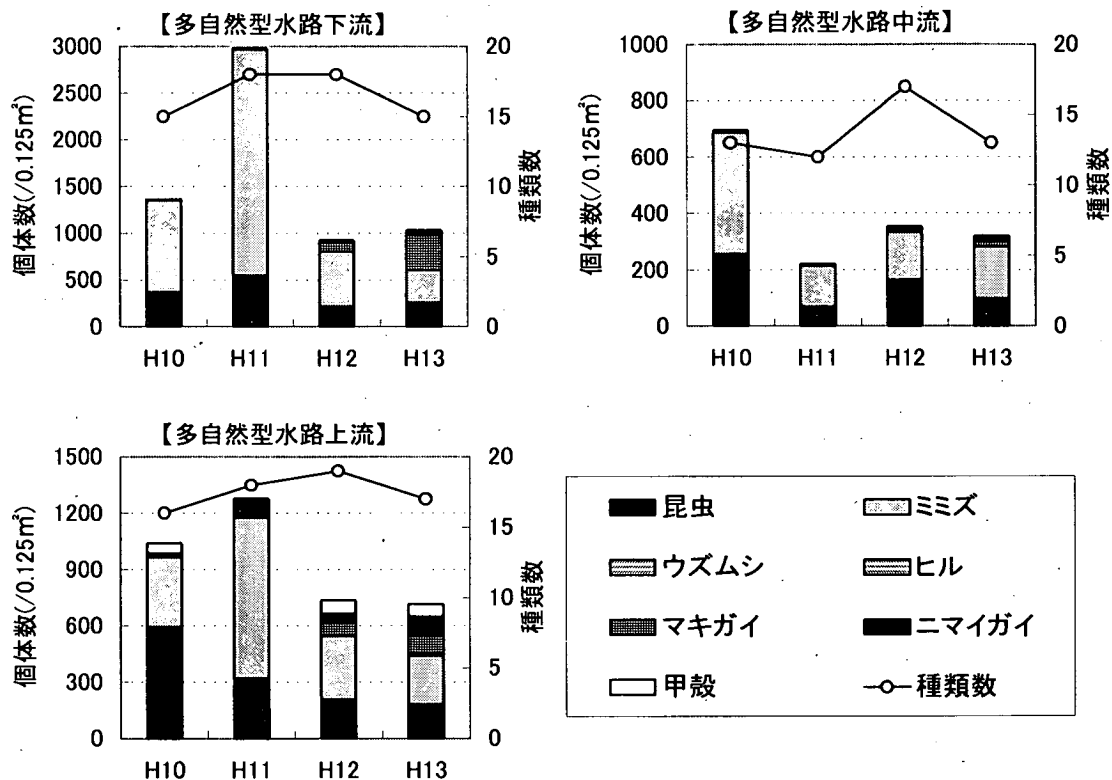 【多自然型水路下流】
個体数(/0.125㎡)
3000
2500
2000
1500
1000
500
0
20
15
10
5
0
種類数
H10 H11 H12 H13
【多自然型水路中流】
個体数(/0.125㎡)
1000
800
600
400
200
0
20
15
10
5
0
種類数
H10 H11 H12 H13
【多自然型水路上流】
個体数(/0.125㎡)
1500
1200
900
600
300
0
20
15
10
5
0
種類数
H10 H11 H12 H13
昆虫 ミミズ
ウズムシ ヒル
マキガイ ニマイガイ
甲殻 種類数